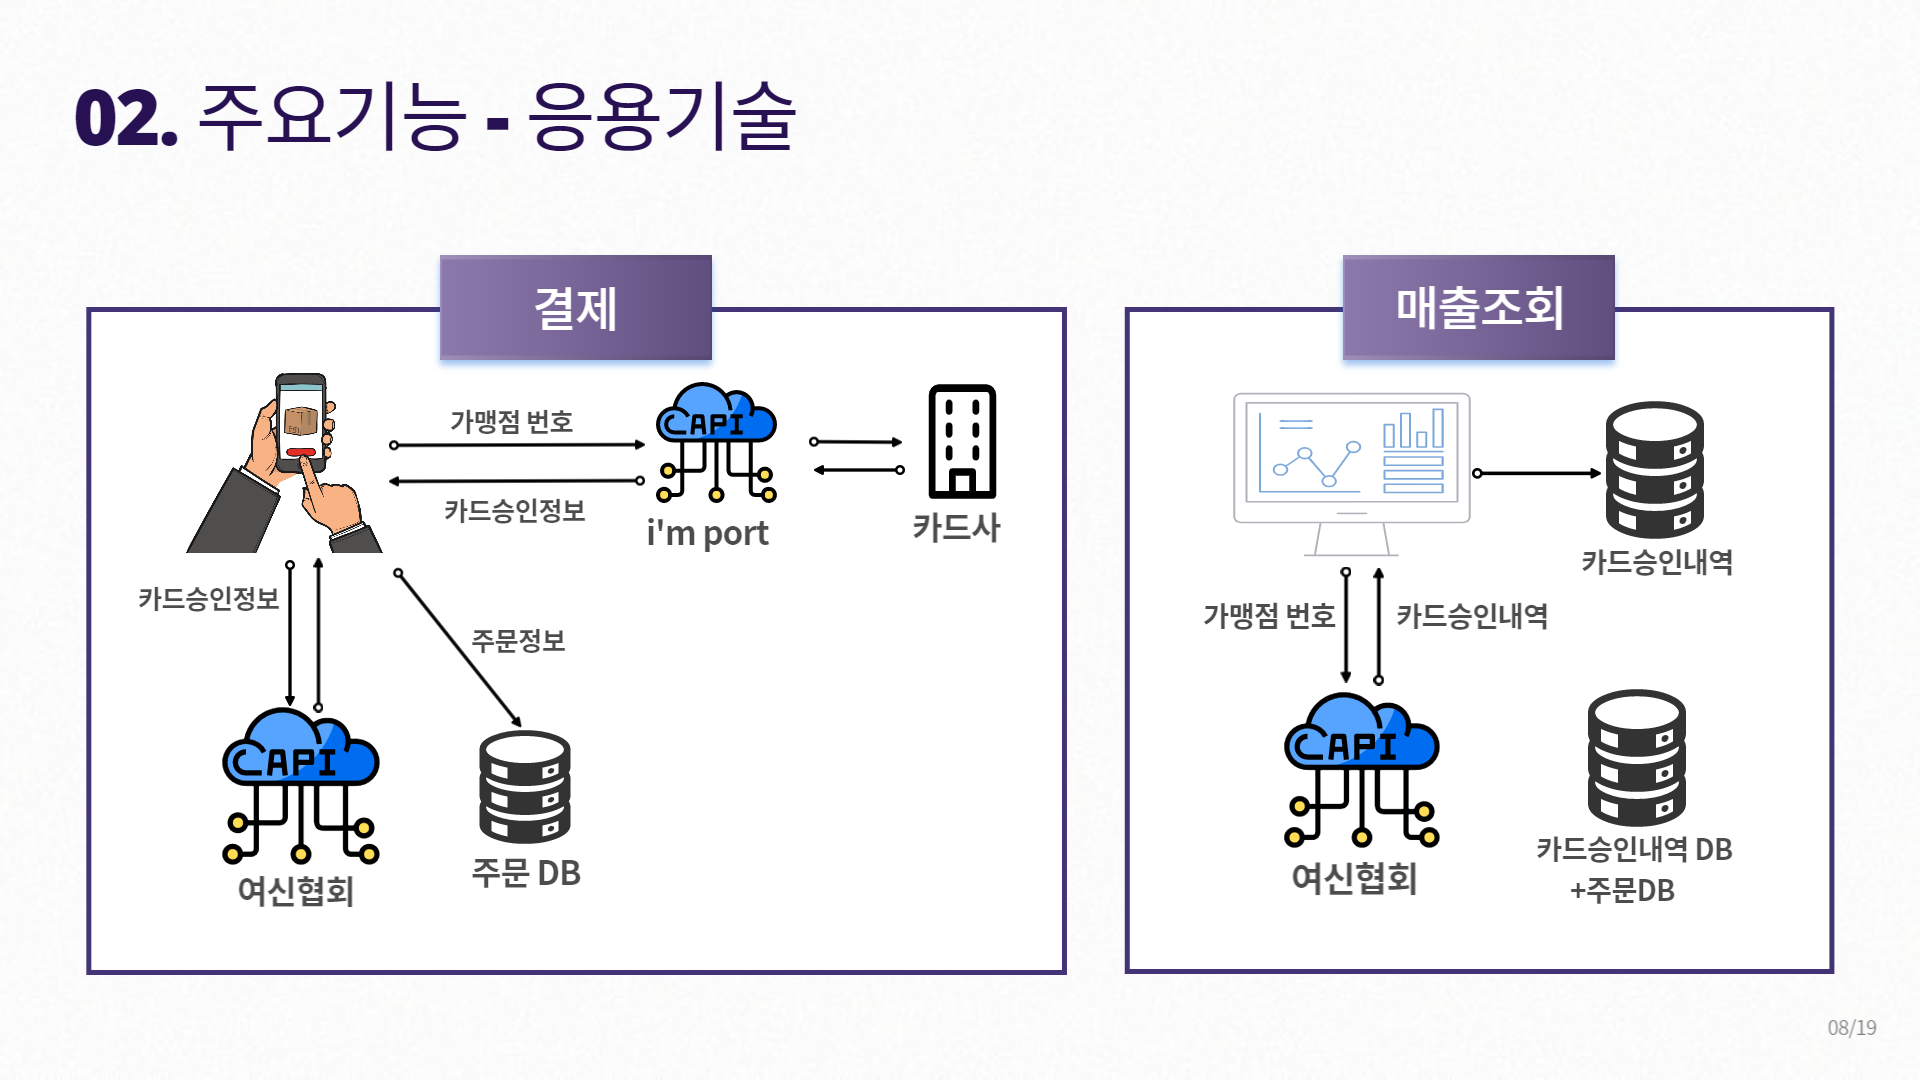 02. 주요기능 - 응용기술
결제
가맹점 번호
카드승인정보
API
i'm port
카드사
카드승인정보
주문정보
API
여신협회
주문 DB
매출조회
카드승인내역
가맹점 번호
카드승인내역
API
여신협회
카드승인내역 DB
+주문DB
08/19